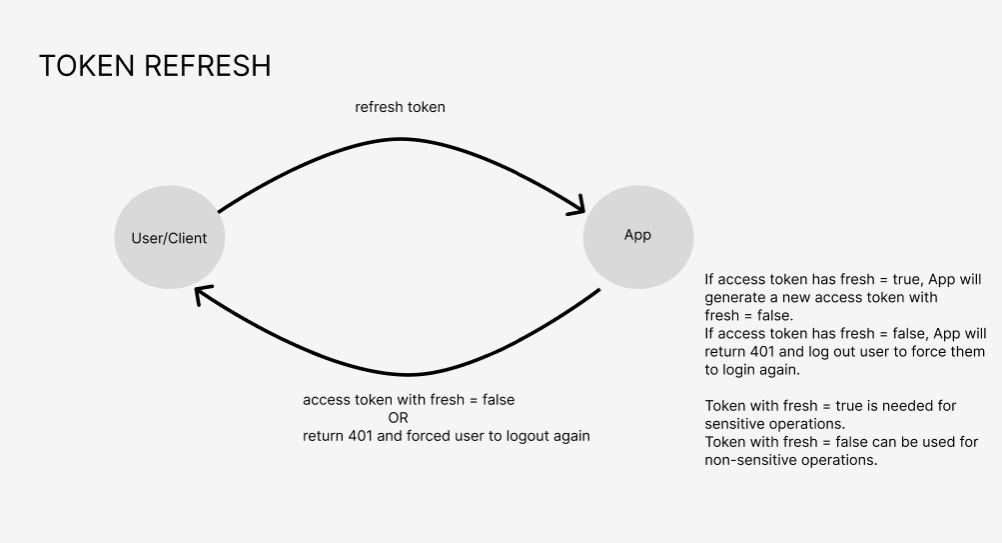 TOKEN REFRESH
refresh token
User/Client
App
If access token has fresh = true, App will
generate a new access token with
fresh = false.
If access token has fresh = false, App will
return 401 and log out user to force them
to login again.
Token with fresh = true is needed for
sensitive operations.
Token with fresh = false can be used for
non-sensitive operations.
access token with fresh = false
OR
return 401 and forced user to logout again